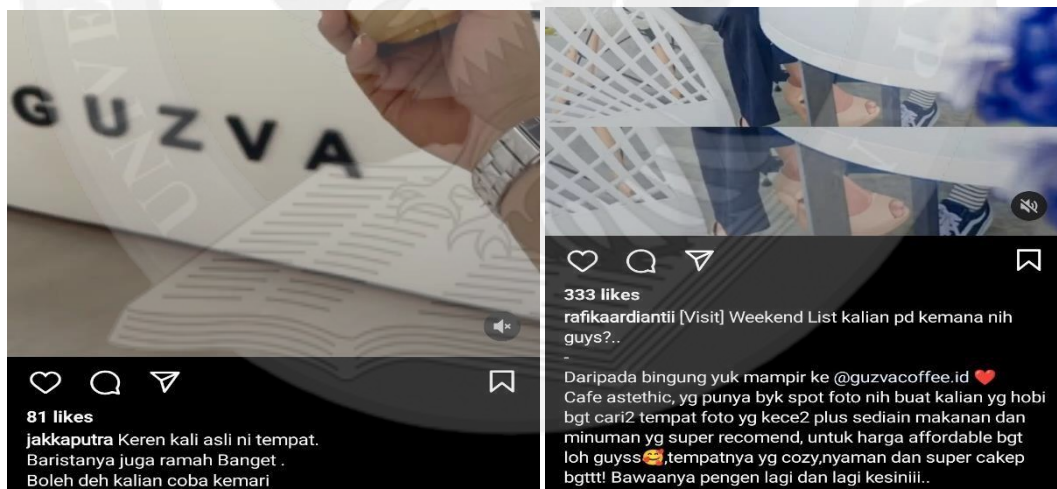 GUZVA
81 likes
jakkaputra Keren kali asli ni tempat.
Baristanya juga ramah Banget .
Boleh deh kalian coba kemari
333 likes
rafikaardiantii [Visit] Weekend List kalian pd kemana nih
guys?..
-
Daripada bingung yuk mampir ke @guzvacoffee.id ❤️
Cafe astethic, yg punya byk spot foto nih buat kalian yg hobi
bgt cari2 tempat foto yg kece2 plus sediain makanan dan
minuman yg super recomend, untuk harga affordable bgt
loh guyss🥰,tempatnya yg cozy,nyaman dan super cakep
bgttt! Bawaanya pengen lagi dan lagi kesiniii..